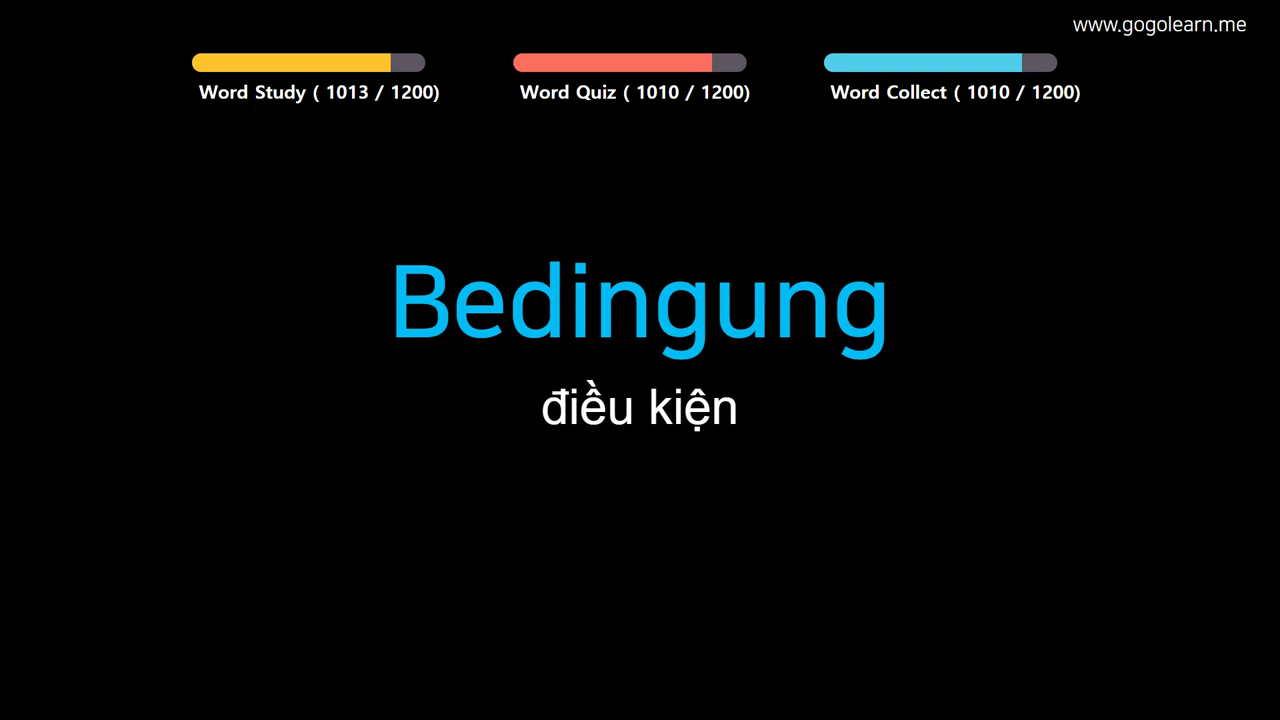 www.gogolearn.me
Word Study ( 1013 / 1200)
Word Quiz ( 1010 / 1200)
Word Collect ( 1010 / 1200)
Bedingung
điều kiện